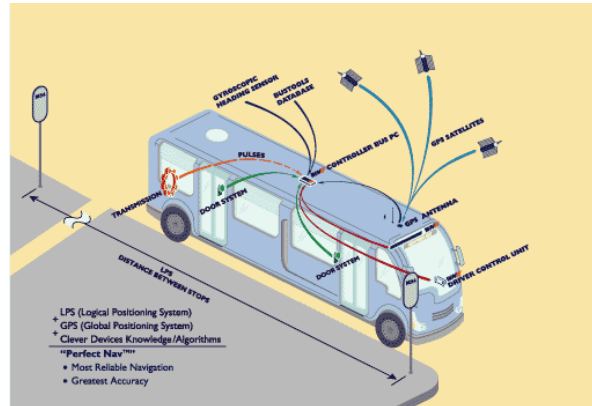 GYROSCOPIC
HEADING SENSOR
BUSTOOLS
DATABASE
GPS SATELLITES
CONTROLLER BUS PC
PULSES
TRANSMISSION
DOOR SYSTEM
GPS ANTENNA
DOOR SYSTEM
DRIVER CONTROL UNIT
LPS
DISTANCE BETWEEN STOPS
LPS (Logical Positioning System)
+ GPS (Global Positioning System)
+ Clever Devices Knowledge/Algorithms
"Perfect Nav™"
• Most Reliable Navigation
• Greatest Accuracy